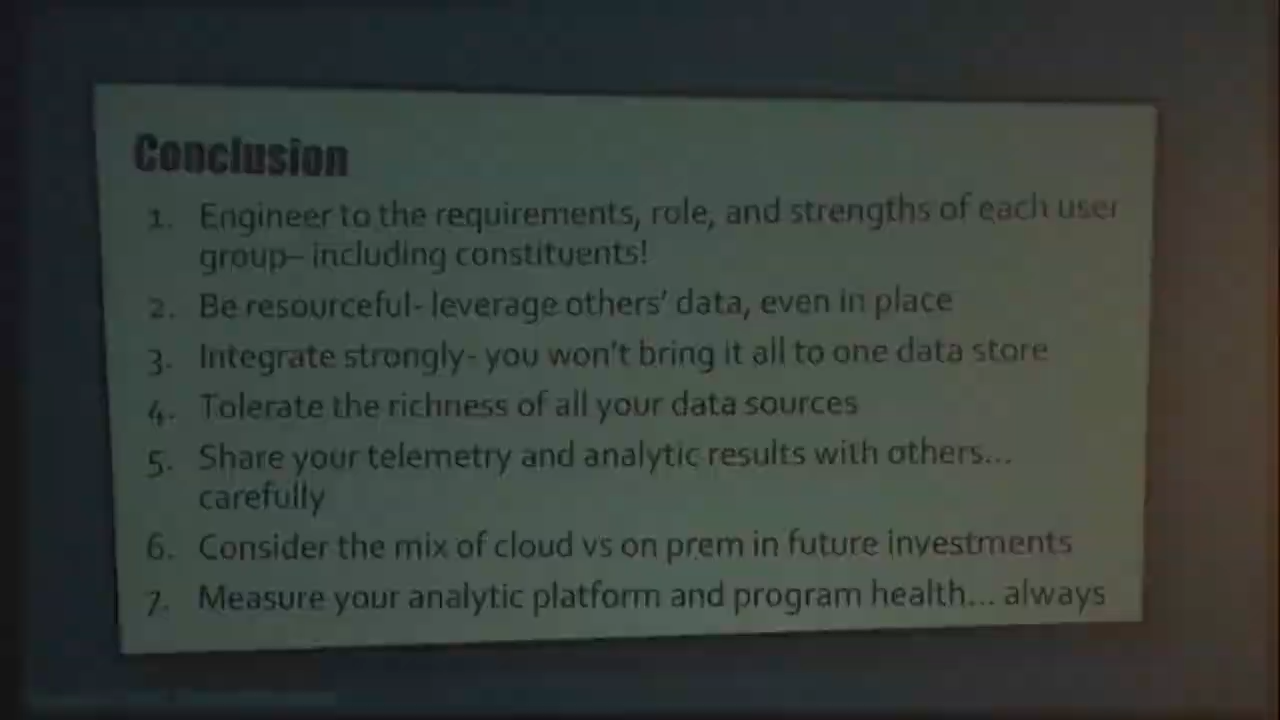 Conclusion
1. Engineer to the requirements, role, and strengths of each user
group– including constituents!
2. Be resourceful- leverage others' data, even in place
3. Integrate strongly- you won't bring it all to one data store
4. Tolerate the richness of all your data sources
5. Share your telemetry and analytic results with others...
carefully
6. Consider the mix of cloud vs on prem in future investments
7. Measure your analytic platform and program health... always